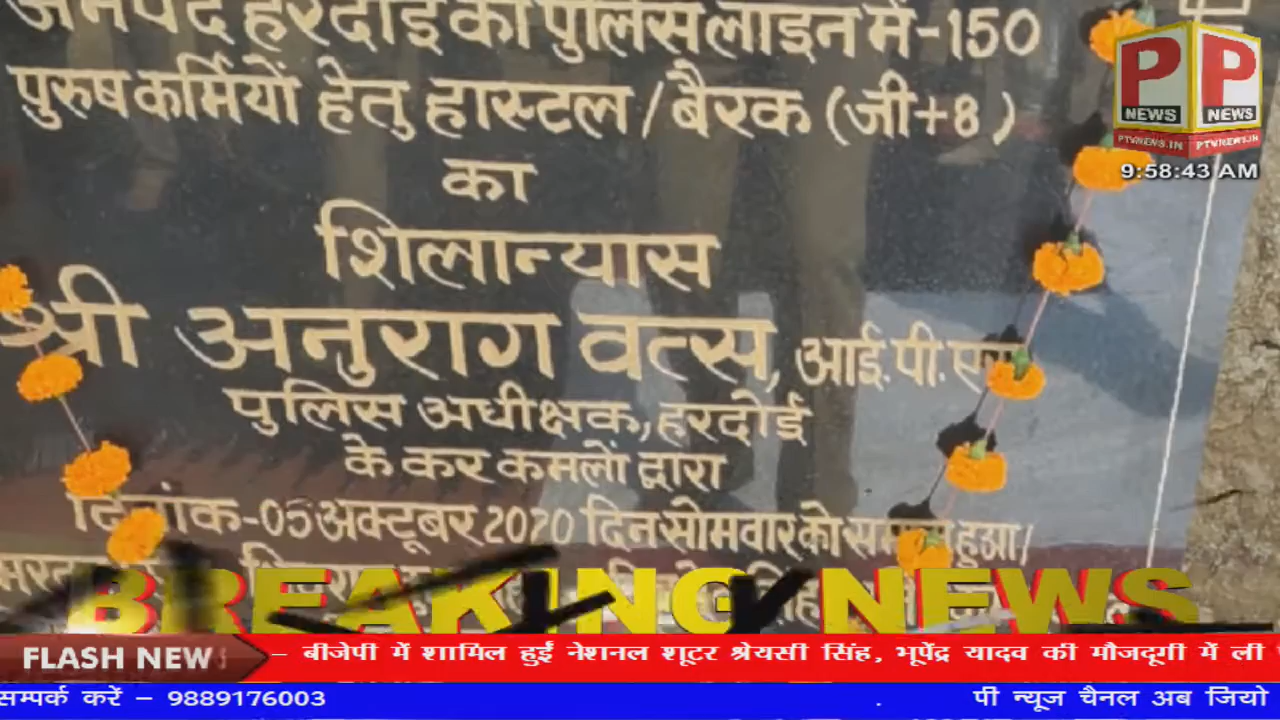 जनपद हरदोई की पुलिस लाइन में-150
पुरुष कर्मियों हेतु हास्टल / बैरक (जी+8)
का
शिलान्यास
श्री अनुराग वत्स, आई.पी.एस
पुलिस अधीक्षक, हरदोई
के कर कमलों द्वारा
दिनांक-05 अक्टूबर 2020 दिन सोमवार को सम्पन्न हुआ।
PP
NEWS NEWS
PTVNEWS.IN PTVNEWS.IN
9:58:43 AM
BREAKING NEWS
FLASH NEWS
– बीजेपी में शामिल हुईं नेशनल शूटर श्रेयसी सिंह, भूपेंद्र यादव की मौजदूगी में ली
सम्पर्क करें – 9889176003 . पी न्यूज चैनल अब जियो